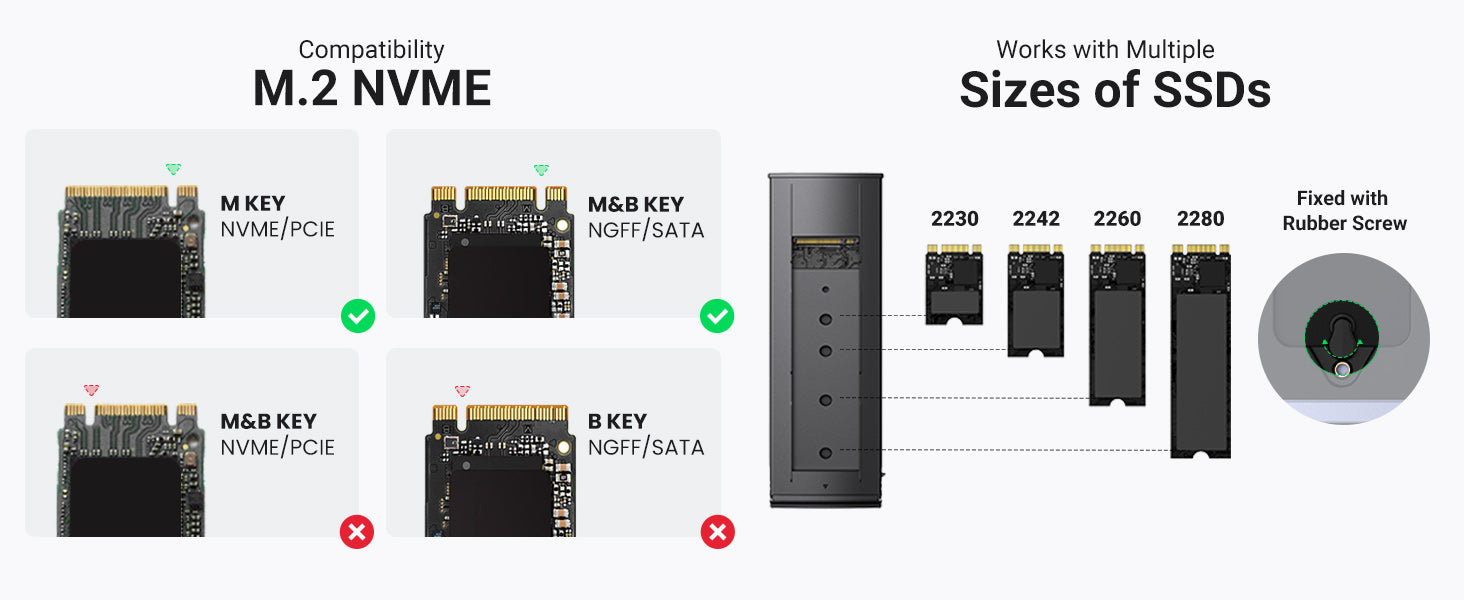 Compatibility
M.2 NVME
M KEY
NVME/PCIE
M&B KEY
NGFF/SATA
M&B KEY
NVME/PCIE
B KEY
NGFF/SATA
Works with Multiple
Sizes of SSDs
2230
2242
2260
2280
Fixed with
Rubber Screw